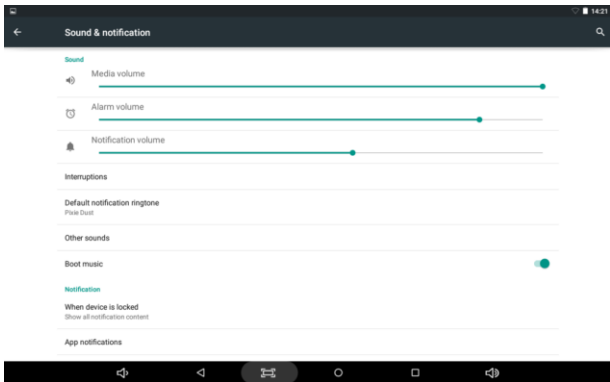 14:21
Sound & notification
Sound
Media volume
Alarm volume
Notification volume
Interruptions
Default notification ringtone
Pixie Dust
Other sounds
Boot music
Notification
When device is locked
Show all notification content
App notifications